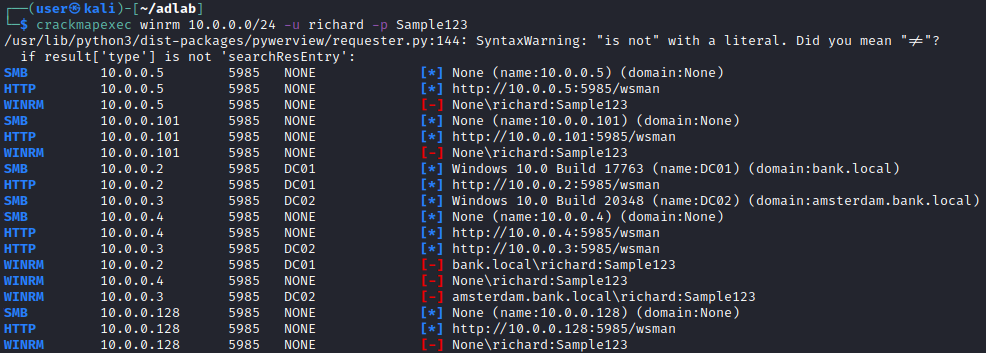 ┌──(user㉿kali)-[~/adlab]
└─$ crackmapexec winrm 10.0.0.0/24 -u richard -p Sample123
/usr/lib/python3/dist-packages/pywerview/requester.py:144: SyntaxWarning: "is not" with a literal. Did you mean "≠"?
if result['type'] is not 'searchResEntry':
SMB 10.0.0.5 5985 NONE [*] None (name:10.0.0.5) (domain:None)
HTTP 10.0.0.5 5985 NONE [*] http://10.0.0.5:5985/wsman
WINRM 10.0.0.5 5985 NONE [-] None\richard:Sample123
SMB 10.0.0.101 5985 NONE [*] None (name:10.0.0.101) (domain:None)
HTTP 10.0.0.101 5985 NONE [*] http://10.0.0.101:5985/wsman
WINRM 10.0.0.101 5985 NONE [-] None\richard:Sample123
SMB 10.0.0.2 5985 DC01 [*] Windows 10.0 Build 17763 (name:DC01) (domain:bank.local)
HTTP 10.0.0.2 5985 DC01 [*] http://10.0.0.2:5985/wsman
SMB 10.0.0.3 5985 DC02 [*] Windows 10.0 Build 20348 (name:DC02) (domain:amsterdam.bank.local)
SMB 10.0.0.4 5985 NONE [*] None (name:10.0.0.4) (domain:None)
HTTP 10.0.0.4 5985 NONE [*] http://10.0.0.4:5985/wsman
HTTP 10.0.0.3 5985 DC02 [*] http://10.0.0.3:5985/wsman
WINRM 10.0.0.2 5985 DC01 [-] bank.local\richard:Sample123
WINRM 10.0.0.4 5985 NONE [-] None\richard:Sample123
WINRM 10.0.0.3 5985 DC02 [-] amsterdam.bank.local\richard:Sample123
SMB 10.0.0.128 5985 NONE [*] None (name:10.0.0.128) (domain:None)
HTTP 10.0.0.128 5985 NONE [*] http://10.0.0.128:5985/wsman
WINRM 10.0.0.128 5985 NONE [-] None\richard:Sample123